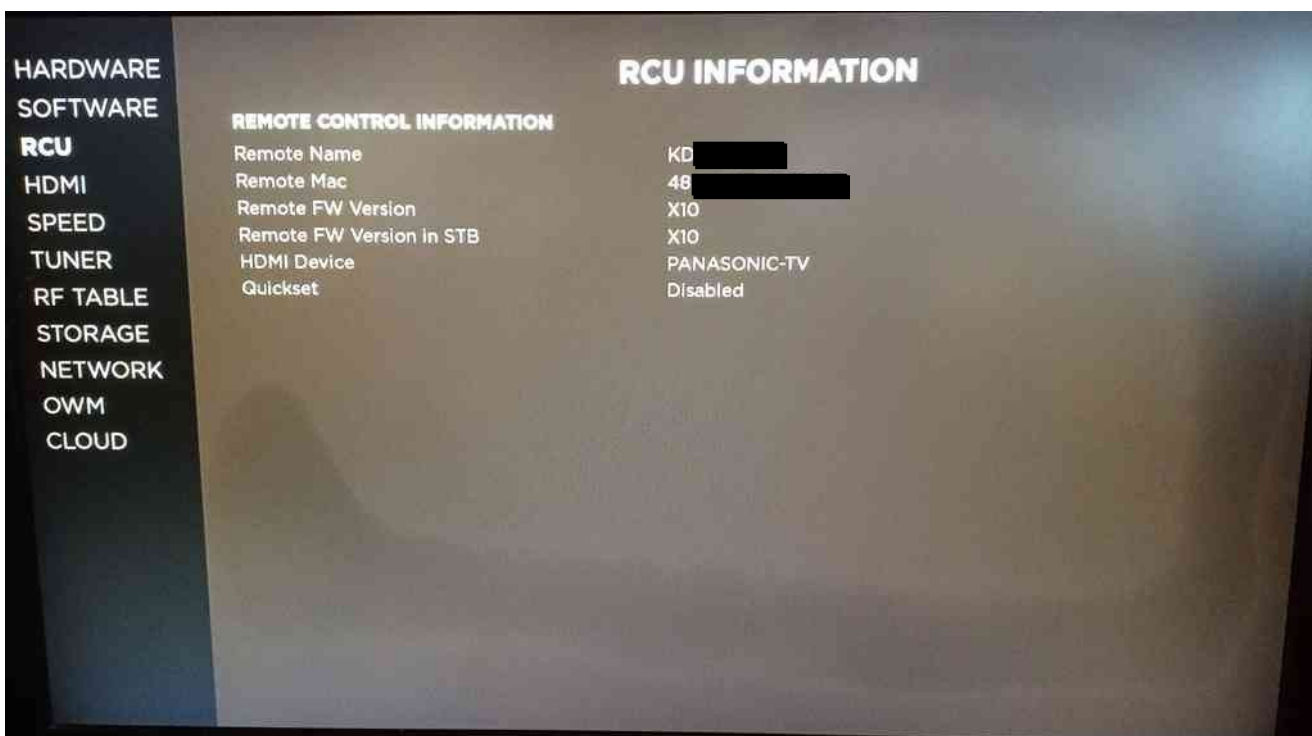 HARDWARE
SOFTWARE
RCU
HDMI
SPEED
TUNER
RF TABLE
STORAGE
NETWORK
OWM
CLOUD
RCU INFORMATION
REMOTE CONTROL INFORMATION
Remote Name KD
Remote Mac 48
Remote FW Version X10
Remote FW Version in STB X10
HDMI Device PANASONIC-TV
Quickset Disabled